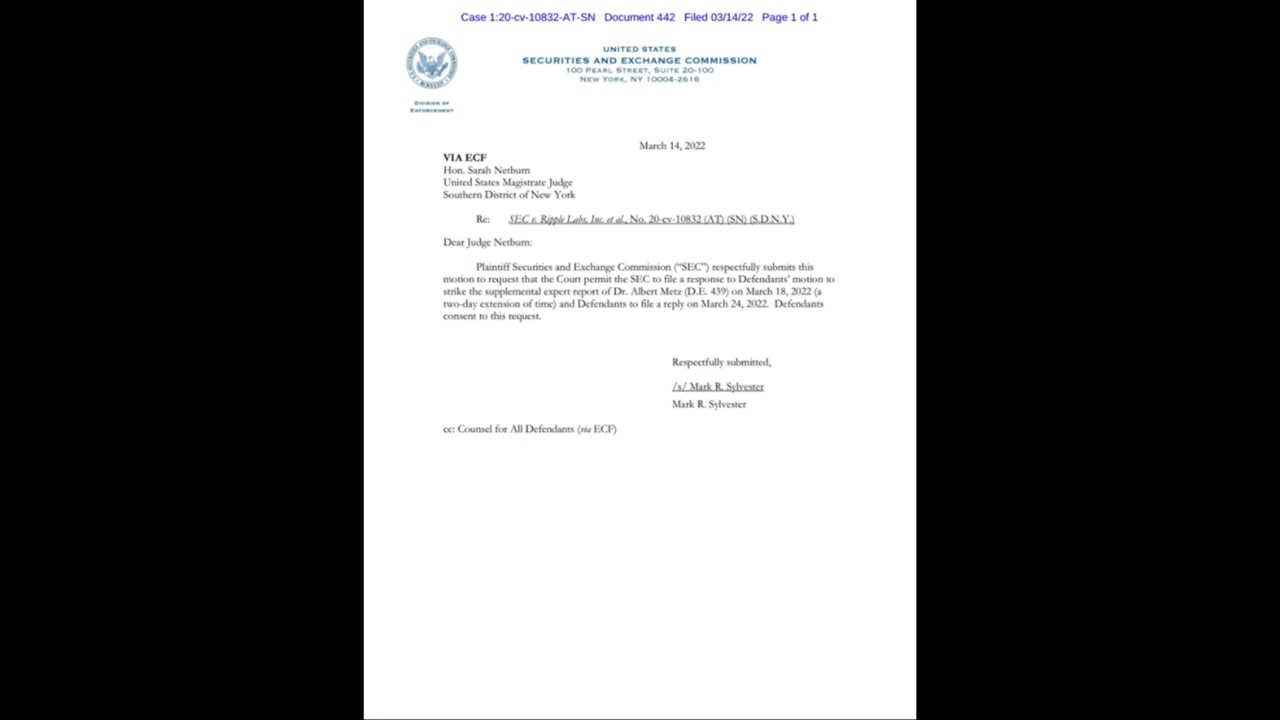 Case 1:20-cv-10832-AT-SN Document 442 Filed 03/14/22 Page 1 of 1
UNITED STATES
SECURITIES AND EXCHANGE COMMISSION
100 PEARL STREET, SUITE 20-100
NEW YORK, NY 10004-2616
DIVISION OF
ENFORCEMENT
March 14, 2022
VIA ECF
Hon. Sarah Netburn
United States Magistrate Judge
Southern District of New York
Re: SEC v. Ripple Labs, Inc. et al., No. 20-cv-10832 (AT) (SN) (S.D.N.Y.)
Dear Judge Netburn:
Plaintiff Securities and Exchange Commission (“SEC”) respectfully submits this
motion to request that the Court permit the SEC to file a response to Defendants’ motion to
strike the supplemental expert report of Dr. Albert Metz (D.E. 439) on March 18, 2022 (a
two-day extension of time) and Defendants to file a reply on March 24, 2022. Defendants
consent to this request.
Respectfully submitted,
/s/ Mark R. Sylvester
Mark R. Sylvester
cc: Counsel for All Defendants (via ECF)